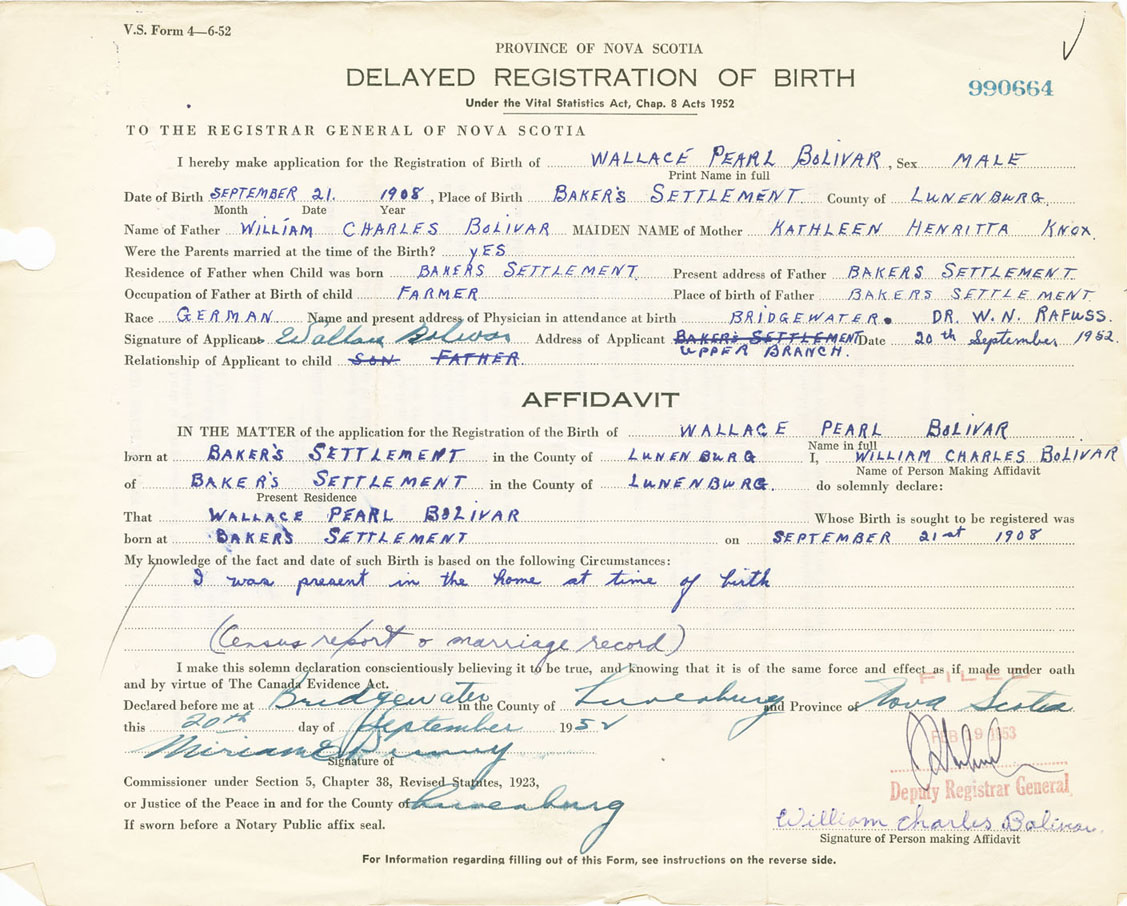 V.S. Form 4—6-52
PROVINCE OF NOVA SCOTIA
DELAYED REGISTRATION OF BIRTH
990664
Under the Vital Statistics Act, Chap. 8 Acts 1952
TO THE REGISTRAR GENERAL OF NOVA SCOTIA
I hereby make application for the Registration of Birth of WALLACE PEARL BOLIVAR, Sex MALE
Print Name in full
Date of Birth SEPTEMBER 21. 1908, Place of Birth BAKER'S SETTLEMENT County of LUNENBURG.
Month Date Year
Name of Father WILLIAM CHARLES BOLIVAR MAIDEN NAME of Mother KATHLEEN HENRITTA KNOX.
Were the Parents married at the time of the Birth? YES
Residence of Father when Child was born BAKERS SETTLEMENT Present address of Father BAKERS SETTLEMENT
Occupation of Father at Birth of child FARMER Place of birth of Father BAKERS SETTLEMENT.
Race GERMAN Name and present address of Physician in attendance at birth BRIDGEWATER. DR. W. N. RAFUSS.
Signature of Applicant Wallace Bolivar Address of Applicant BAKER'S SETTLEMENT Date 20th September 1952.
UPPER BRANCH.
Relationship of Applicant to child SON FATHER.
AFFIDAVIT
IN THE MATTER of the application for the Registration of the Birth of WALLACE PEARL BOLIVAR
Name in full
born at BAKER'S SETTLEMENT in the County of LUNENBURG I, WILLIAM CHARLES BOLIVAR
Name of Person Making Affidavit
of BAKER'S SETTLEMENT in the County of LUNENBURG. do solemnly declare:
Present Residence
That WALLACE PEARL BOLIVAR Whose Birth is sought to be registered was
born at BAKER'S SETTLEMENT on SEPTEMBER 21st 1908
My knowledge of the fact and date of such Birth is based on the following Circumstances:
I was present in the home at time of birth
(Census report & marriage record)
I make this solemn declaration conscientiously believing it to be true, and knowing that it is of the same force and effect as if made under oath
and by virtue of The Canada Evidence Act.
FILED
Declared before me at Bridgewater in the County of Lunenburg and Province of Nova Scotia
this 20th day of September 1952
FEB 19 1953
Miriam
Signature of
Commissioner under Section 5, Chapter 38, Revised Statutes, 1923,
Deputy Registrar General
or Justice of the Peace in and for the County of Lunenburg
William Charles Bolivar.
If sworn before a Notary Public affix seal.
Signature of Person making Affidavit
For Information regarding filling out of this Form, see instructions on the reverse side.